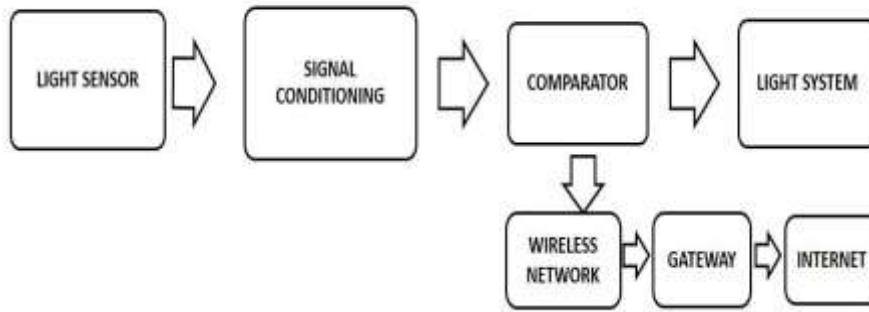 LIGHT SENSOR
SIGNAL
CONDITIONING
COMPARATOR
LIGHT SYSTEM
WIRELESS
NETWORK
GATEWAY
INTERNET